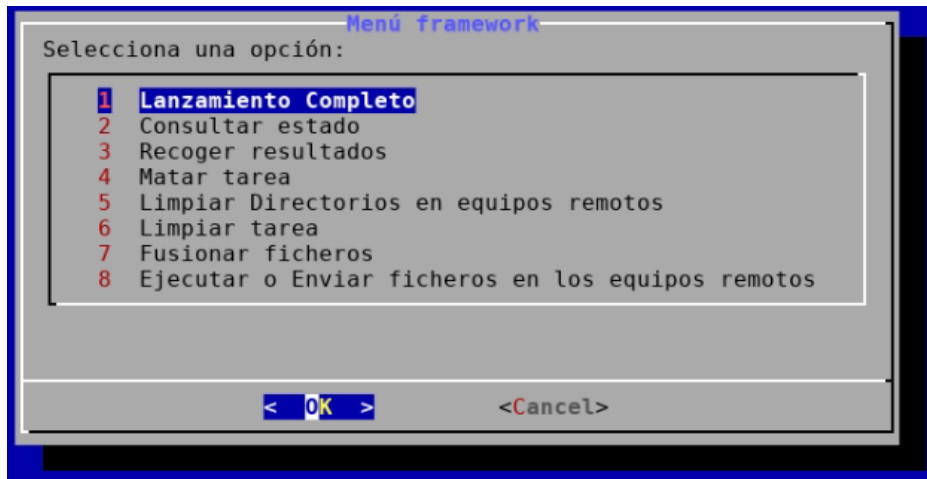 Menú framework
Selecciona una opción:
1 Lanzamiento Completo
2 Consultar estado
3 Recoger resultados
4 Matar tarea
5 Limpiar Directorios en equipos remotos
6 Limpiar tarea
7 Fusionar ficheros
8 Ejecutar o Enviar ficheros en los equipos remotos
< OK > <Cancel>